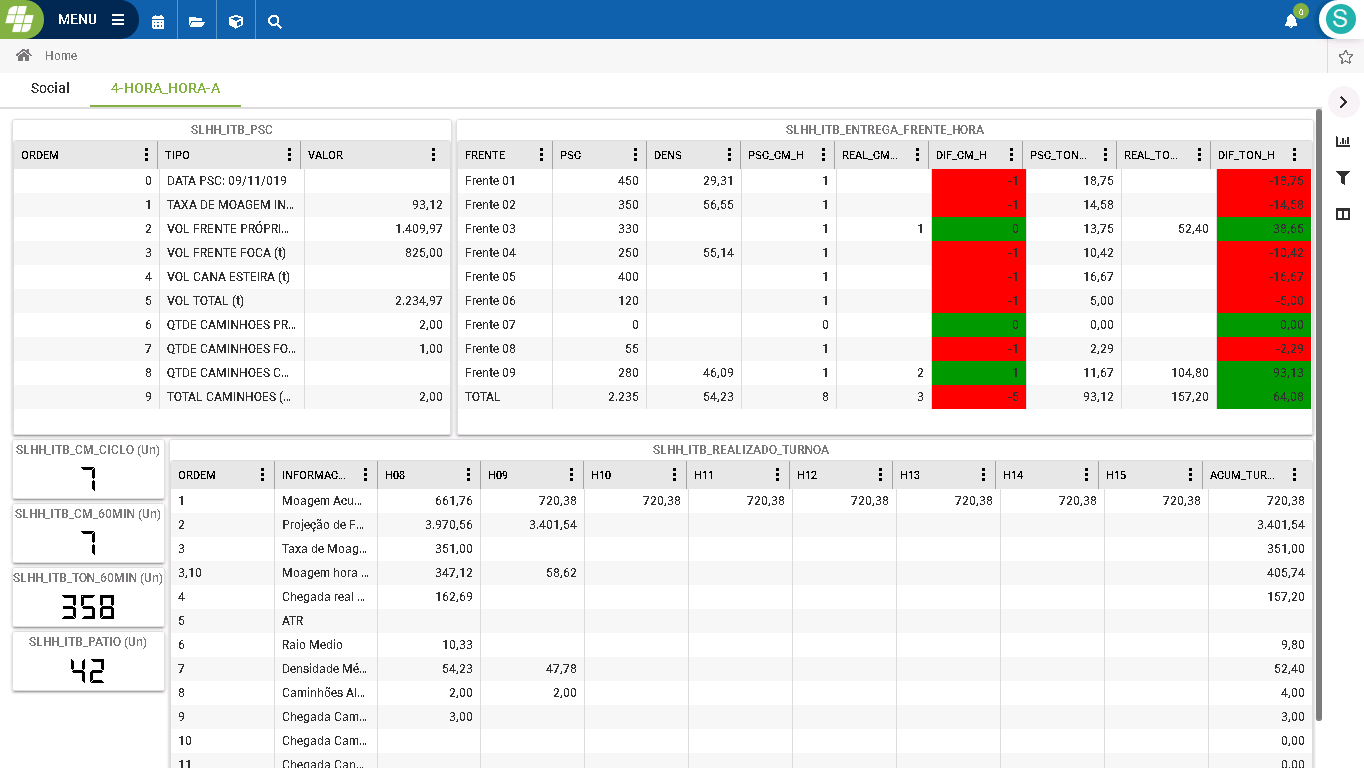 MENU
0
S
Home
Social 4-HORA_HORA-A
SLHH_ITB_PSC
ORDEM TIPO VALOR
0 DATA PSC: 09/11/019
1 TAXA DE MOAGEM IN... 93,12
2 VOL FRENTE PRÓPRI... 1.409,97
3 VOL FRENTE FOCA (t) 825,00
4 VOL CANA ESTEIRA (t)
5 VOL TOTAL (t) 2.234,97
6 QTDE CAMINHOES PR... 2,00
7 QTDE CAMINHOES FO... 1,00
8 QTDE CAMINHOES C...
9 TOTAL CAMINHOES (... 2,00
SLHH_ITB_ENTREGA_FRENTE_HORA
FRENTE PSC DENS PSC_CM_H REAL_CM... DIF_CM_H PSC_TON... REAL_TO... DIF_TON_H
Frente 01 450 29,31 1 -1 18,75 -18,75
Frente 02 350 56,55 1 -1 14,58 -14,58
Frente 03 330 1 1 0 13,75 52,40 38,65
Frente 04 250 55,14 1 -1 10,42 -10,42
Frente 05 400 1 -1 16,67 -16,67
Frente 06 120 1 -1 5,00 -5,00
Frente 07 0 0 0 0,00 0,00
Frente 08 55 1 -1 2,29 -2,29
Frente 09 280 46,09 1 2 1 11,67 104,80 93,13
TOTAL 2.235 54,23 8 3 5 93,12 157,20 64,08
SLHH_ITB_CM_CICLO (Un)
7
SLHH_ITB_CM_60MIN (Un)
7
SLHH_ITB_TON_60MIN (Un)
358
SLHH_ITB_PATIO (Un)
42
SLHH_ITB_REALIZADO_TURNOA
ORDEM INFORMAC... H08 H09 H10 H11 H12 H13 H14 H15 ACUM_TUR...
1 Moagem Acu... 661,76 720,38 720,38 720,38 720,38 720,38 720,38 720,38 720,38
2 Projeção de F... 3.970,56 3.401,54 3.401,54
3 Taxa de Moag... 351,00 351,00
3,10 Moagem hora ... 347,12 58,62 405,74
4 Chegada real ... 162,69 157,20
5 ATR
6 Raio Medio 10,33 9,80
7 Densidade Mé... 54,23 47,78 52,40
8 Caminhões Al... 2,00 2,00 4,00
9 Chegada Cam... 3,00 3,00
10 Chegada Cam... 0,00
11 Chegada Can... 0,00